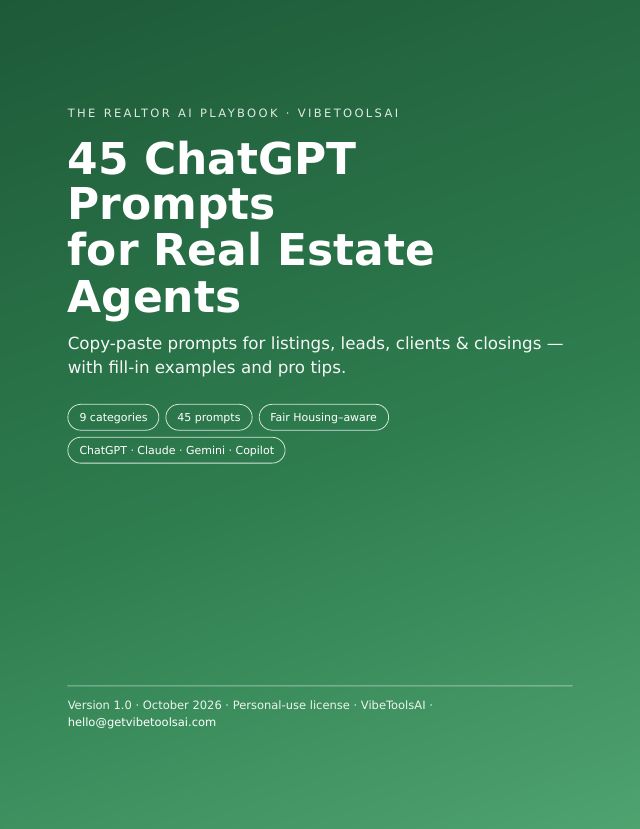 THE REALTOR AI PLAYBOOK · VIBETOOLSAI
45 ChatGPT
Prompts
for Real Estate
Agents
Copy-paste prompts for listings, leads, clients & closings —
with fill-in examples and pro tips.
9 categories 45 prompts Fair Housing–aware
ChatGPT · Claude · Gemini · Copilot
Version 1.0 · October 2026 · Personal-use license · VibeToolsAI ·
hello@getvibetoolsai.com